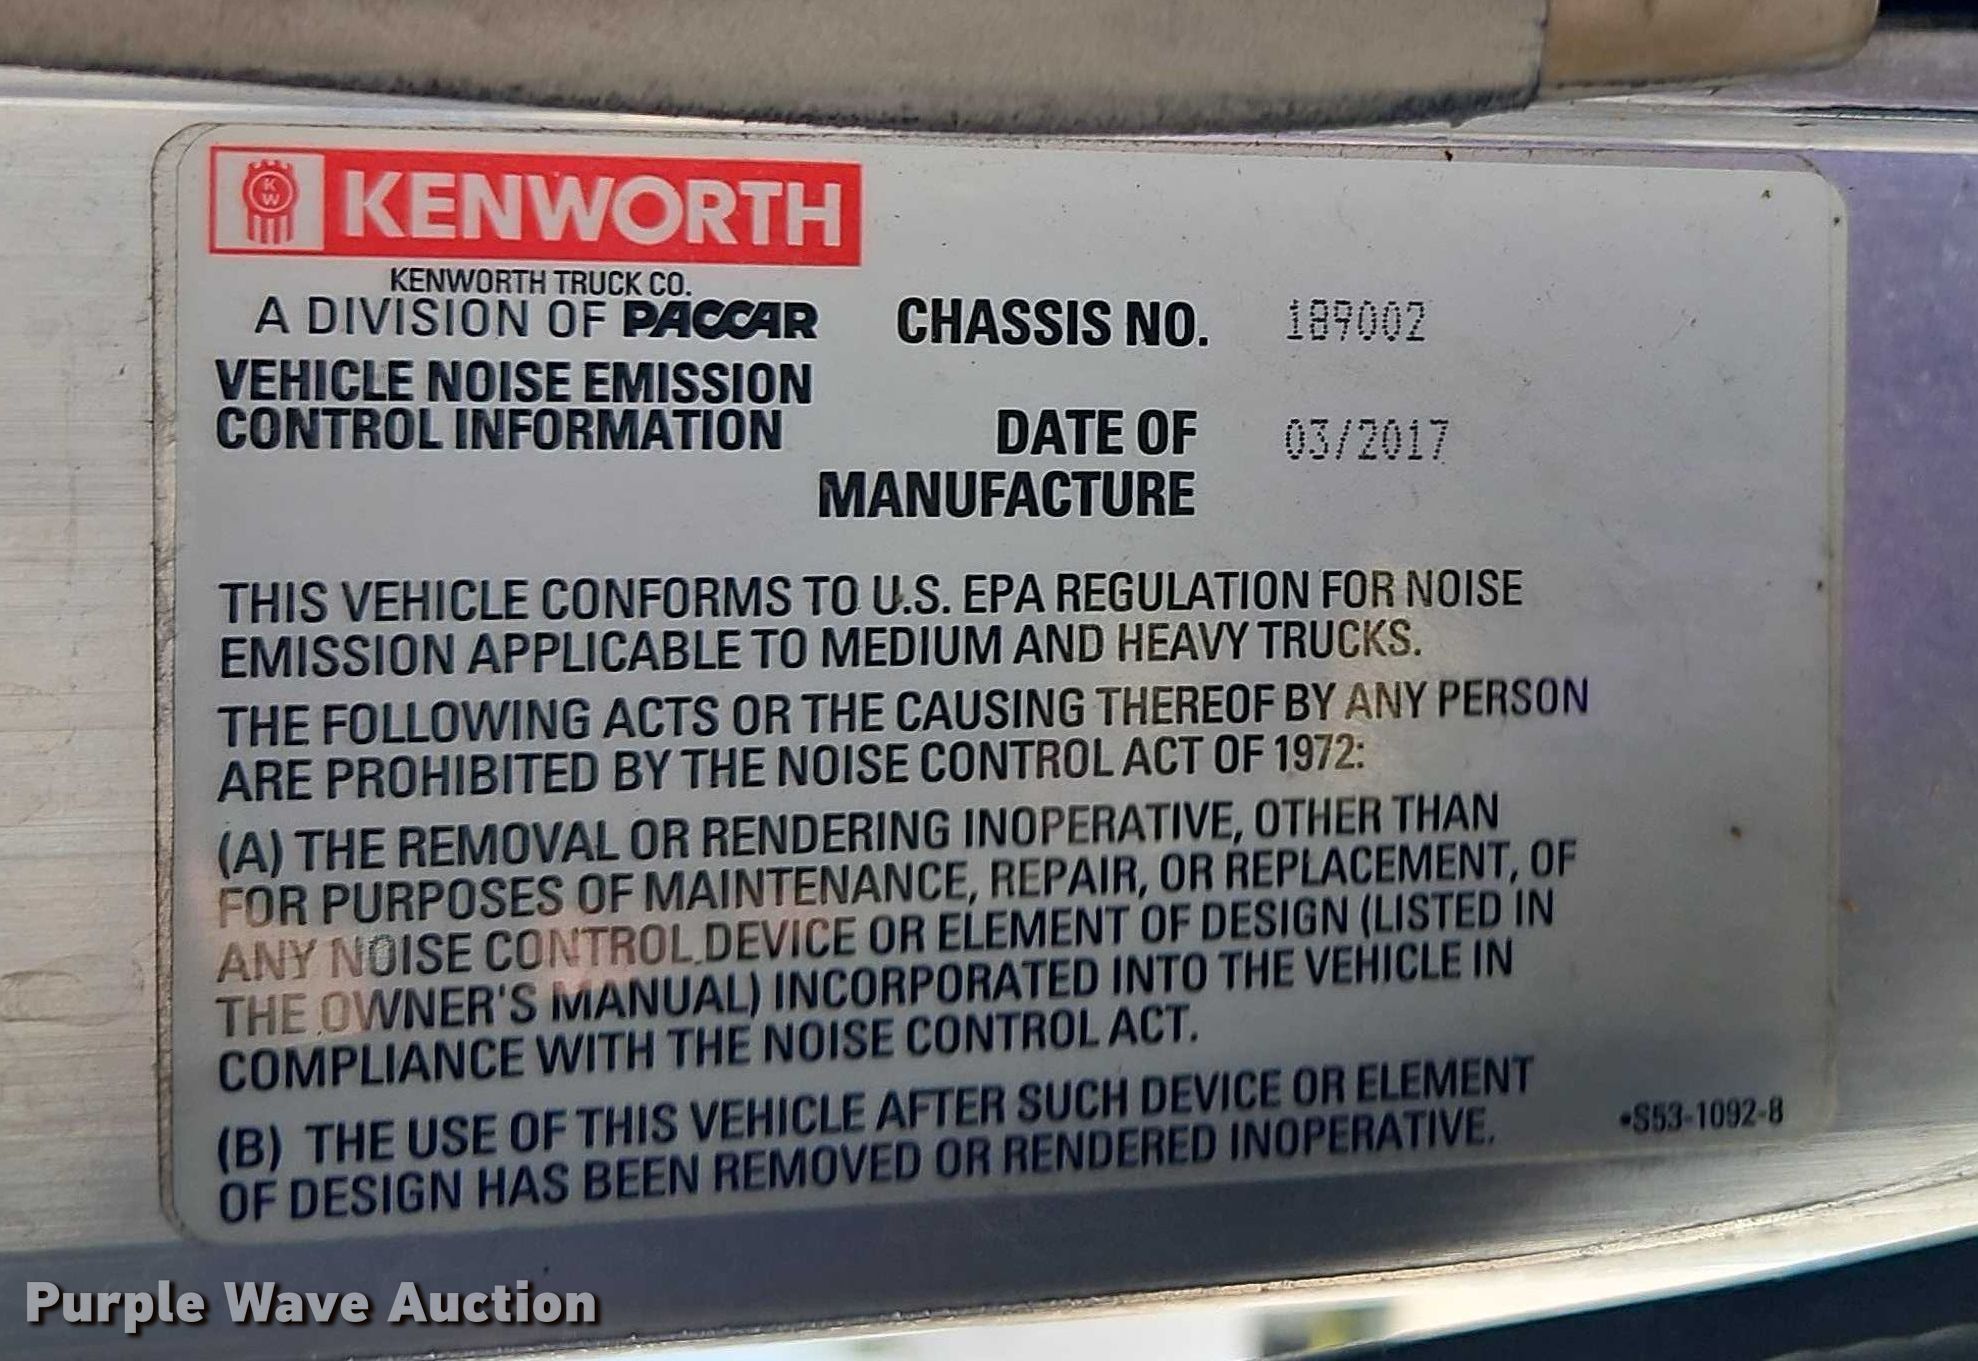 KW
KENWORTH
KENWORTH TRUCK CO.
A DIVISION OF PACCAR
VEHICLE NOISE EMISSION
CONTROL INFORMATION
CHASSIS NO. 189002
DATE OF
MANUFACTURE
03/2017
THIS VEHICLE CONFORMS TO U.S. EPA REGULATION FOR NOISE
EMISSION APPLICABLE TO MEDIUM AND HEAVY TRUCKS.
THE FOLLOWING ACTS OR THE CAUSING THEREOF BY ANY PERSON
ARE PROHIBITED BY THE NOISE CONTROL ACT OF 1972:
(A) THE REMOVAL OR RENDERING INOPERATIVE, OTHER THAN
FOR PURPOSES OF MAINTENANCE, REPAIR, OR REPLACEMENT, OF
ANY NOISE CONTROL DEVICE OR ELEMENT OF DESIGN (LISTED IN
THE OWNER'S MANUAL) INCORPORATED INTO THE VEHICLE IN
COMPLIANCE WITH THE NOISE CONTROL ACT.
(B) THE USE OF THIS VEHICLE AFTER SUCH DEVICE OR ELEMENT
OF DESIGN HAS BEEN REMOVED OR RENDERED INOPERATIVE.
•S53-1092-8
Purple Wave Auction